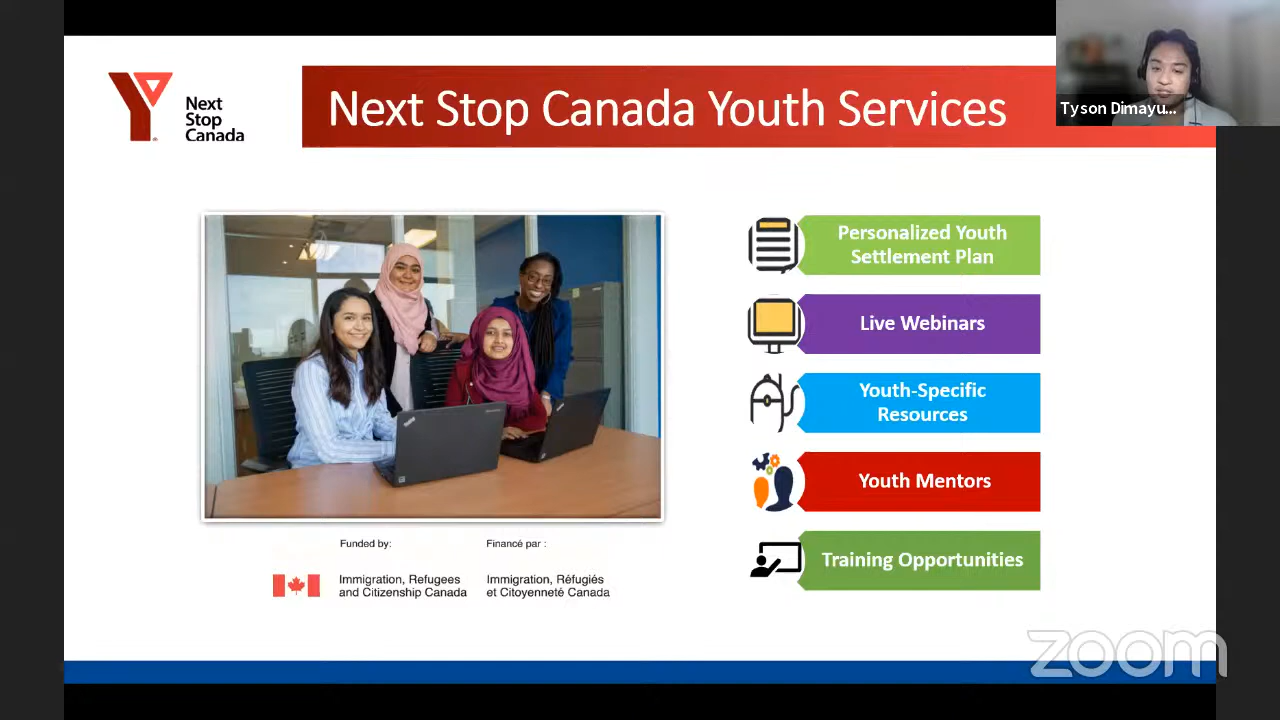 Next
Stop
Canada
Next Stop Canada Youth Services
Tyson Dimayu...
Personalized Youth
Settlement Plan
Live Webinars
Youth-Specific
Resources
Youth Mentors
Training Opportunities
Funded by:
Immigration, Refugees
and Citizenship Canada
Financé par :
Immigration, Réfugiés
et Citoyenneté Canada
zoom